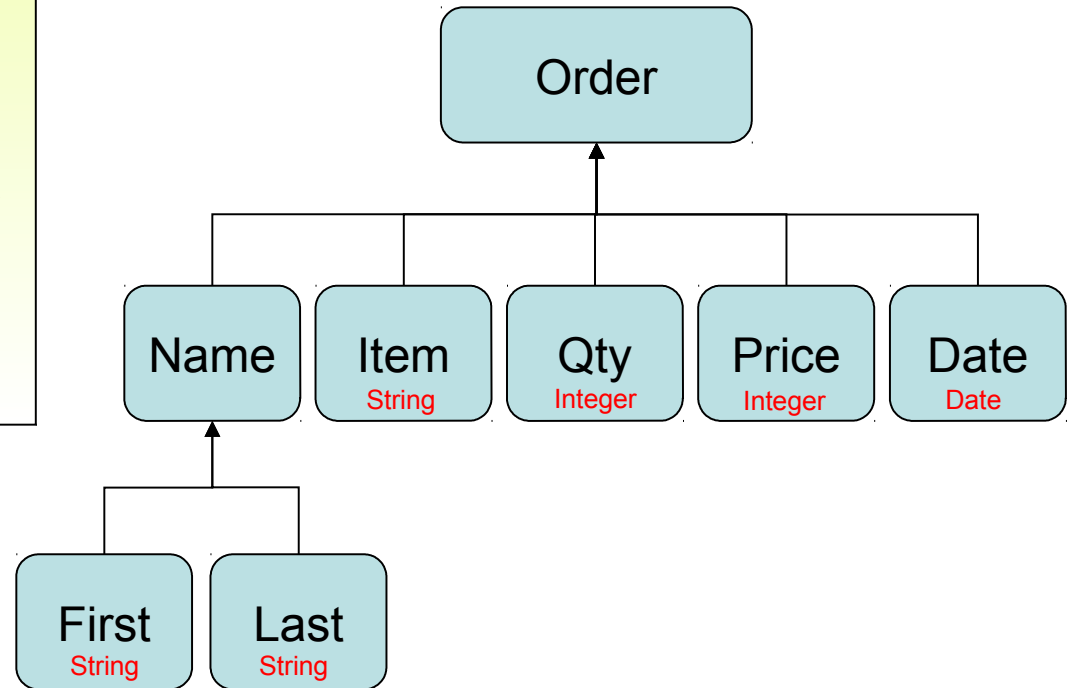 Order
Name
Item
String
Qty
Integer
Price
Integer
Date
Date
First
String
Last
String